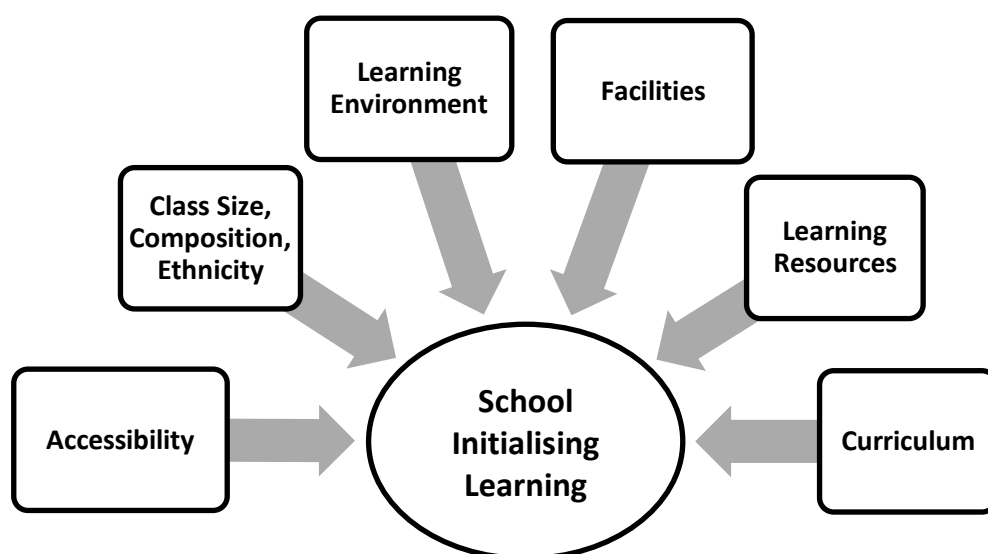 Learning
Environment
Facilities
Class Size,
Composition,
Ethnicity
Learning
Resources
Accessibility
School
Initialising
Learning
Curriculum